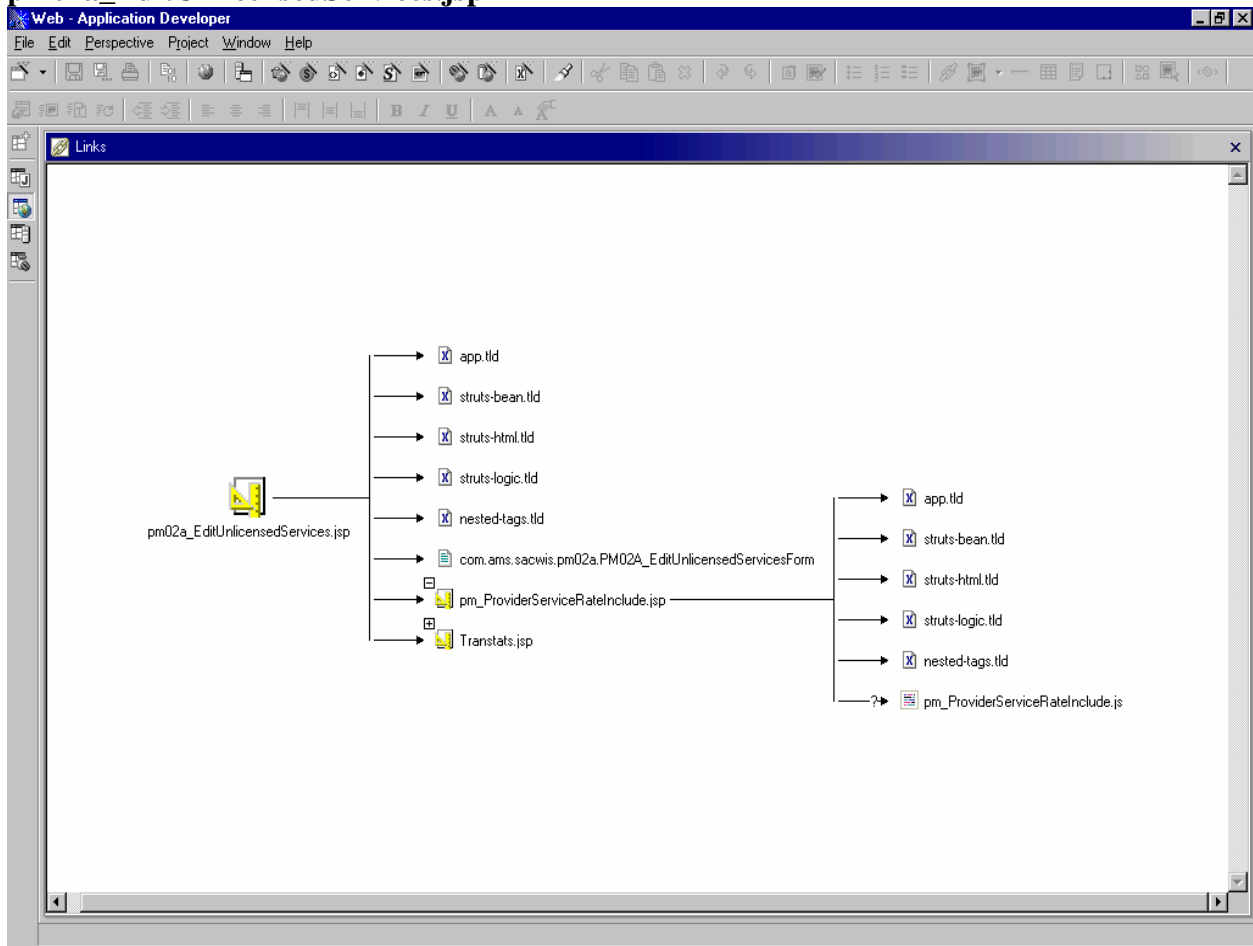 Web - Application Developer
File Edit Perspective Project Window Help
Links
app.tld
struts-bean.tld
struts-html.tld
struts-logic.tld
nested-tags.tld
com.ams.sacwis.pm02a.PM02A_EditUnlicensedServicesForm
pm_ProviderServiceRateInclude.jsp
Transtats.jsp
pm02a_EditUnlicensedServices.jsp
app.tld
struts-bean.tld
struts-html.tld
struts-logic.tld
nested-tags.tld
? pm_ProviderServiceRateInclude.js